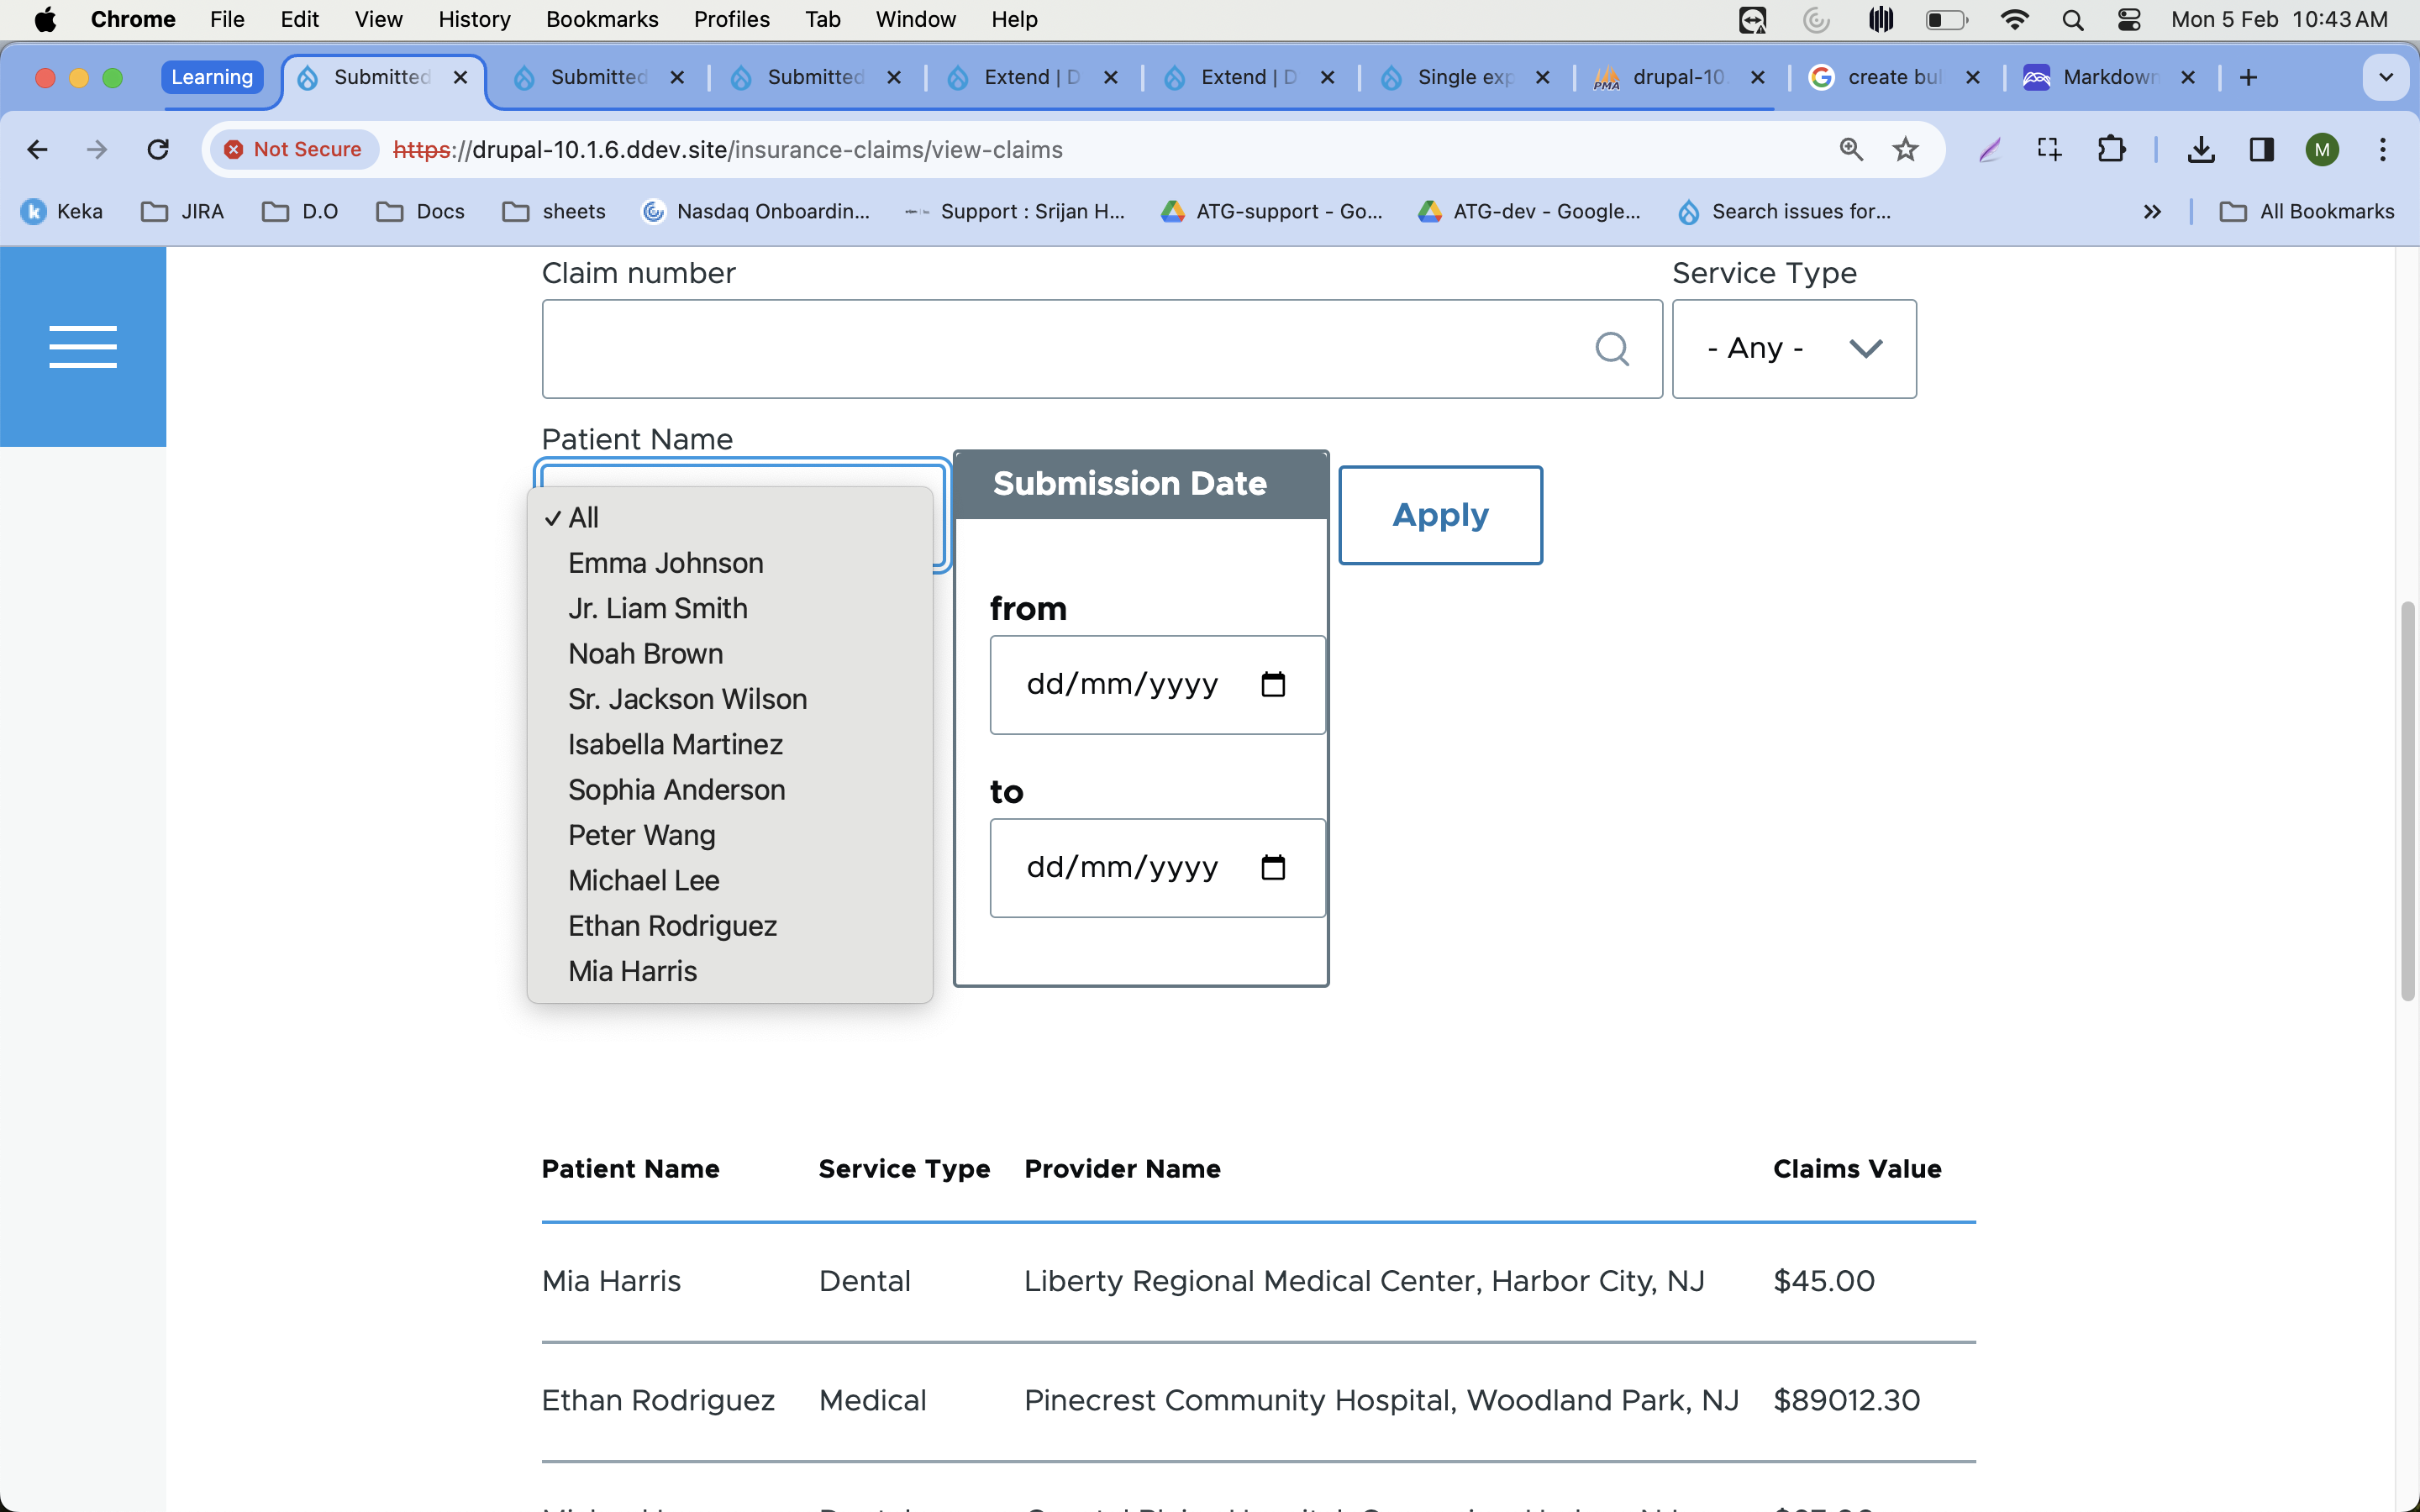 Chrome File Edit View History Bookmarks Profiles Tab Window Help Mon 5 Feb 10:43 AM
Learning Submitted Submitted Submitted Extend | D Extend | D Single exp drupal-10 create bul Markdown
Not Secure https://drupal-10.1.6.ddev.site/insurance-claims/view-claims M
Keka JIRA D.O Docs sheets Nasdaq Onboardin... Support : Srijan H... ATG-support - Go... ATG-dev - Google... Search issues for... All Bookmarks
Claim number Service Type
- Any -
Patient Name
Submission Date
Apply
✓ All
Emma Johnson
Jr. Liam Smith
Noah Brown
Sr. Jackson Wilson
Isabella Martinez
Sophia Anderson
Peter Wang
Michael Lee
Ethan Rodriguez
Mia Harris
from
dd/mm/yyyy
to
dd/mm/yyyy
Patient Name Service Type Provider Name Claims Value
Mia Harris Dental Liberty Regional Medical Center, Harbor City, NJ $45.00
Ethan Rodriguez Medical Pinecrest Community Hospital, Woodland Park, NJ $89012.30